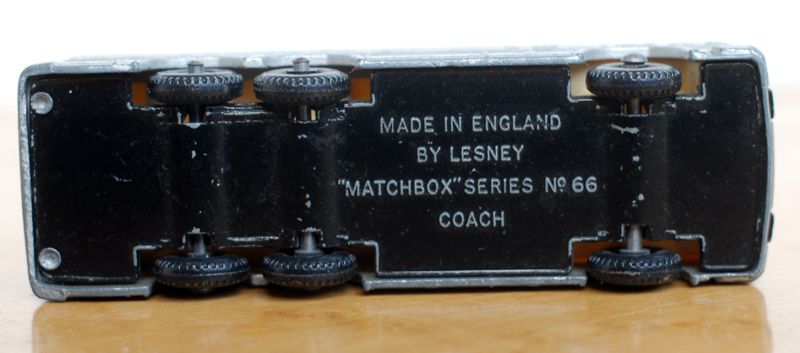 MADE IN ENGLAND
BY LESNEY
"MATCHBOX" SERIES Nº 66
COACH